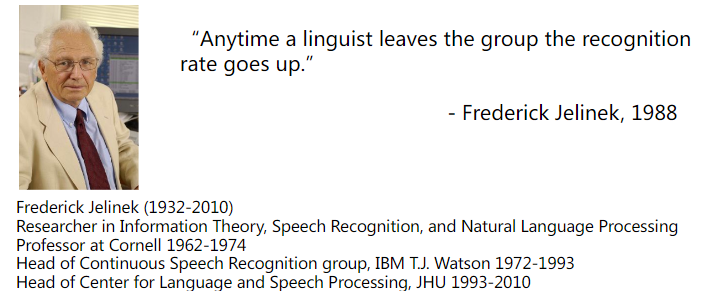 “Anytime a linguist leaves the group the recognition
rate goes up.”
- Frederick Jelinek, 1988
Frederick Jelinek (1932-2010)
Researcher in Information Theory, Speech Recognition, and Natural Language Processing
Professor at Cornell 1962-1974
Head of Continuous Speech Recognition group, IBM T.J. Watson 1972-1993
Head of Center for Language and Speech Processing, JHU 1993-2010